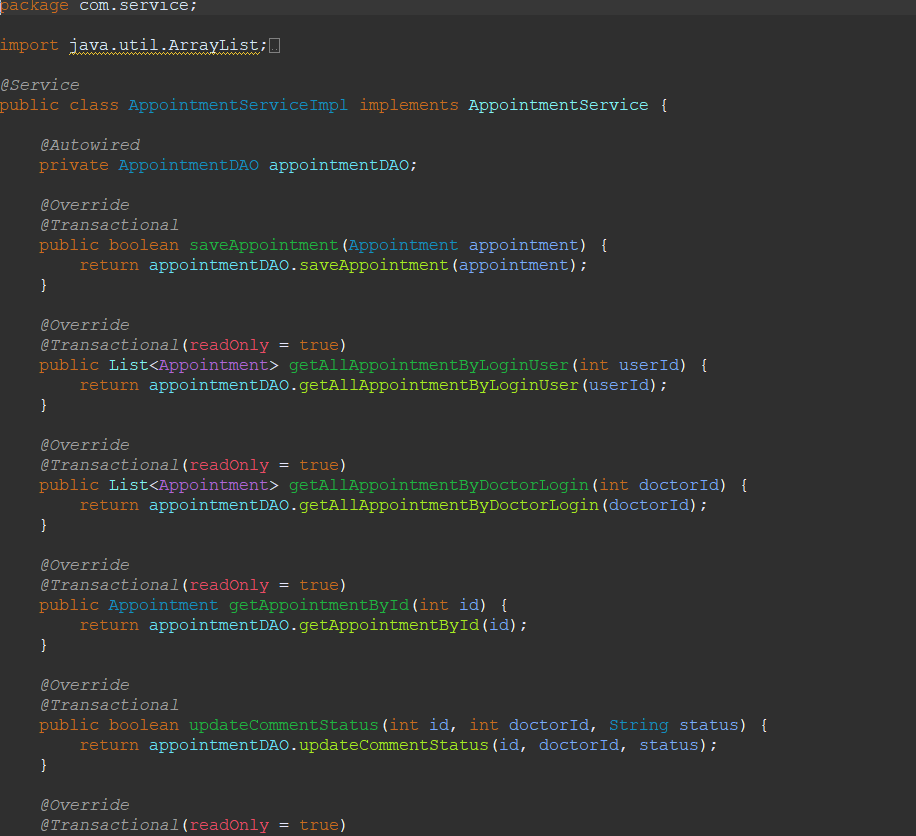 package com.service;
import java.util.ArrayList;
@Service
public class AppointmentServiceImpl implements AppointmentService {
@Autowired
private AppointmentDAO appointmentDAO;
@Override
@Transactional
public boolean saveAppointment(Appointment appointment) {
return appointmentDAO.saveAppointment(appointment);
}
@Override
@Transactional(readOnly = true)
public List<Appointment> getAllAppointmentByLoginUser(int userId) {
return appointmentDAO.getAllAppointmentByLoginUser(userId);
}
@Override
@Transactional(readOnly = true)
public List<Appointment> getAllAppointmentByDoctorLogin(int doctorId) {
return appointmentDAO.getAllAppointmentByDoctorLogin(doctorId);
}
@Override
@Transactional(readOnly = true)
public Appointment getAppointmentById(int id) {
return appointmentDAO.getAppointmentById(id);
}
@Override
@Transactional
public boolean updateCommentStatus(int id, int doctorId, String status) {
return appointmentDAO.updateCommentStatus(id, doctorId, status);
}
@Override
@Transactional(readOnly = true)